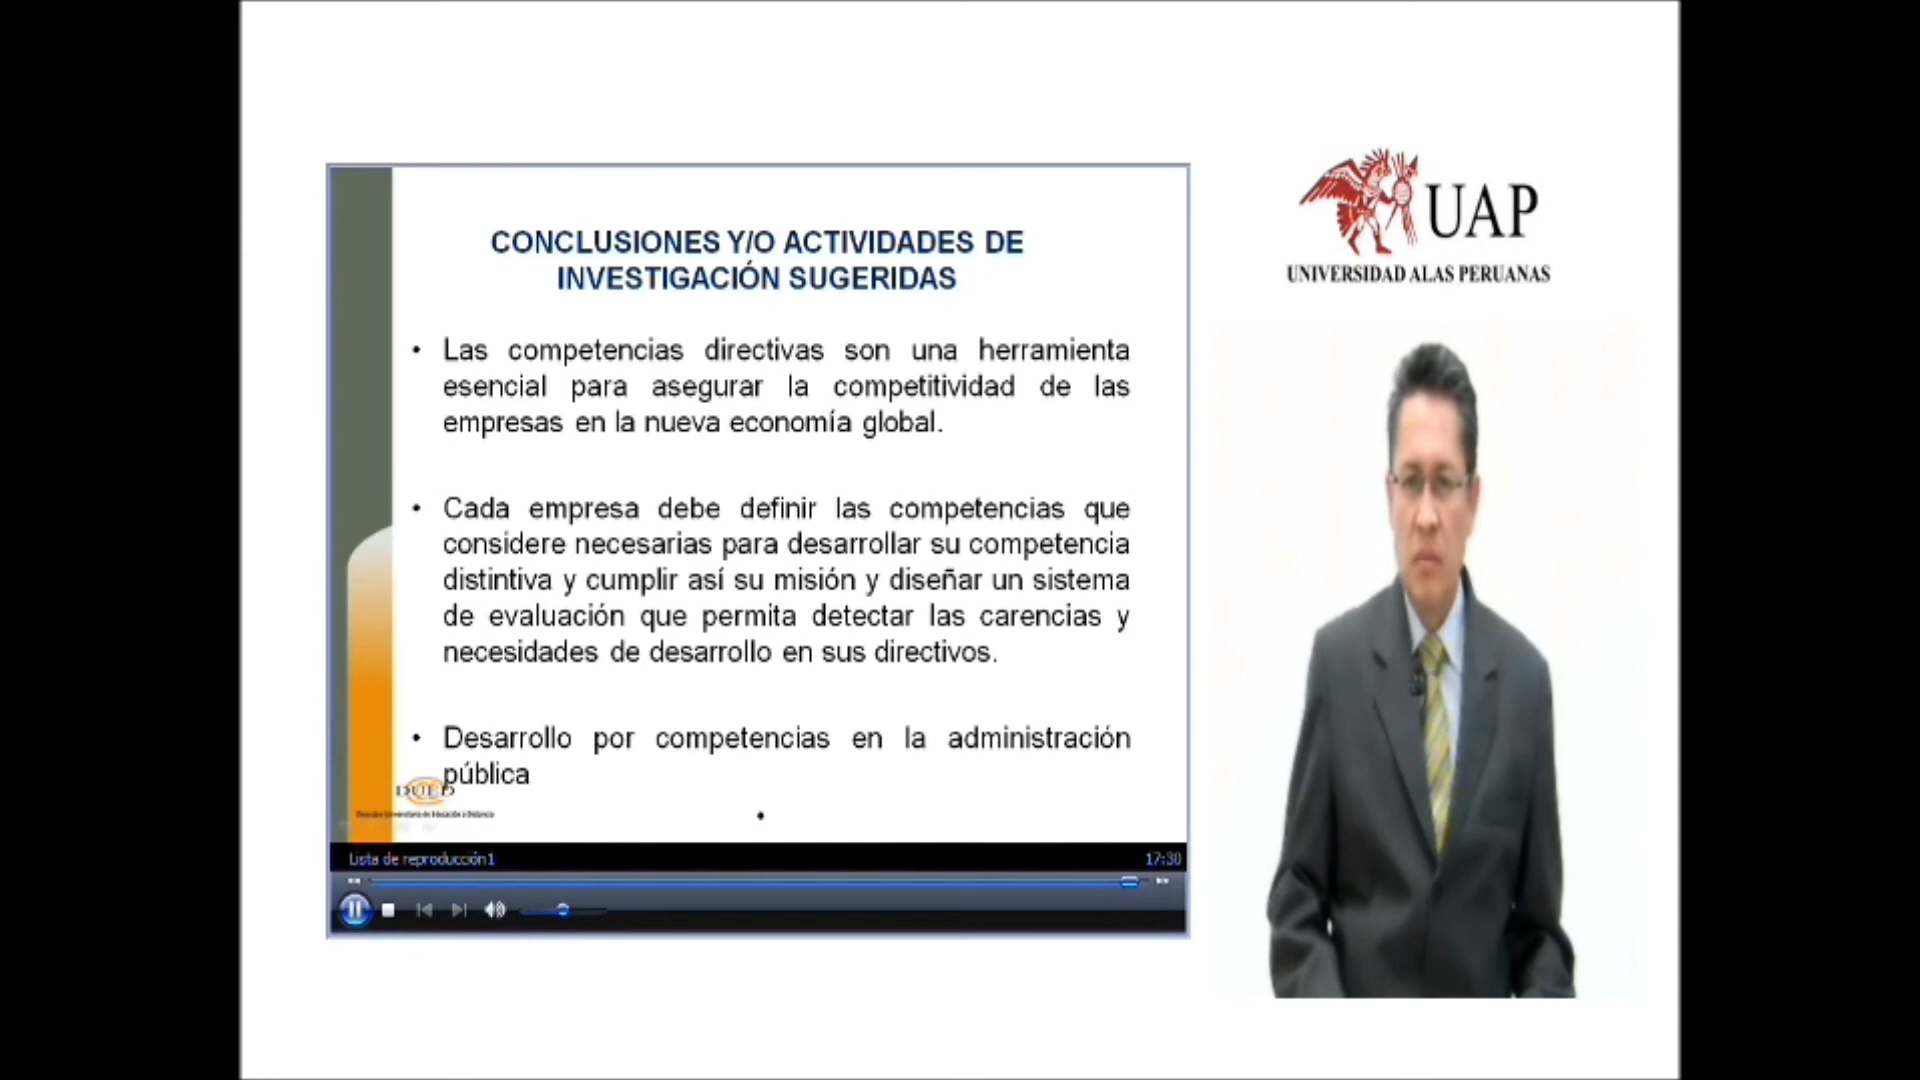 CONCLUSIONES Y/O ACTIVIDADES DE
INVESTIGACIÓN SUGERIDAS
• Las competencias directivas son una herramienta
esencial para asegurar la competitividad de las
empresas en la nueva economía global.
• Cada empresa debe definir las competencias que
considere necesarias para desarrollar su competencia
distintiva y cumplir así su misión y diseñar un sistema
de evaluación que permita detectar las carencias y
necesidades de desarrollo en sus directivos.
• Desarrollo por competencias en la administración
pública
DUED
Lista de reproducción1
17:30
UAP
UNIVERSIDAD ALAS PERUANAS